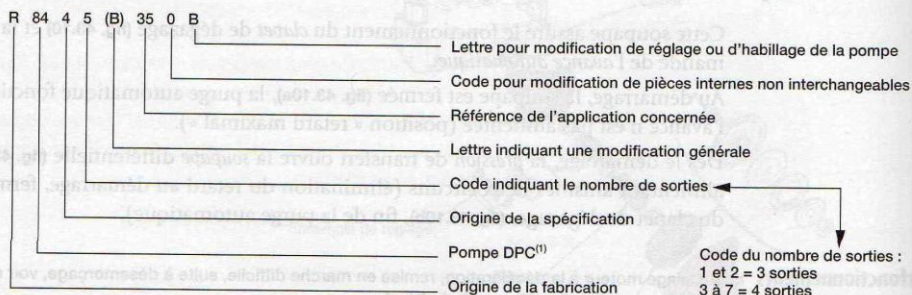 R 84 4 5 (B) 35 0 B
Lettre pour modification de réglage ou d'habillage de la pompe
Code pour modification de pièces internes non interchangeables
Référence de l'application concernée
Lettre indiquant une modification générale
Code indiquant le nombre de sorties
Origine de la spécification
Pompe DPC(1)
Origine de la fabrication
Code du nombre de sorties :
1 et 2 = 3 sorties
3 à 7 = 4 sorties